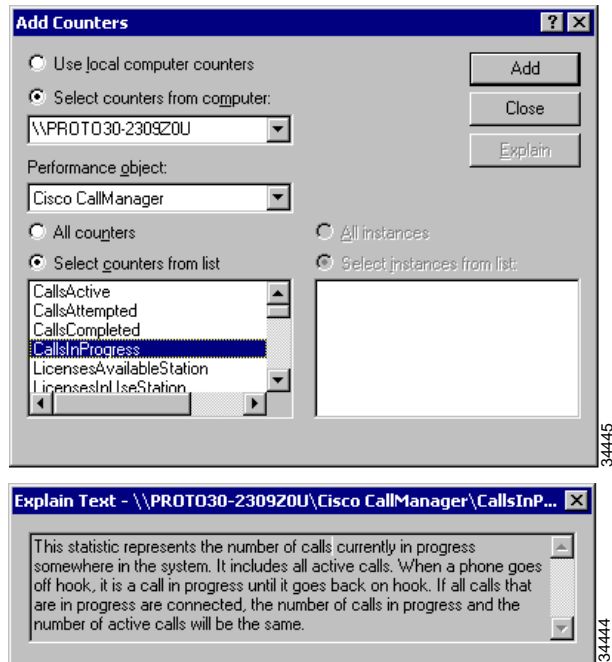 Add Counters
Use local computer counters
Select counters from computer:
\\PROTO30-2309Z0U
Performance object:
Cisco CallManager
All counters
Select counters from list
CallsActive
CallsAttempted
CallsCompleted
CallsInProgress
LicensesAvailableStation
LicensesInUseStation
Add
Close
Explain
All instances
Select instances from list:
34445
Explain Text - \\PROTO30-2309Z0U\Cisco CallManager\CallsInP...
This statistic represents the number of calls currently in progress
somewhere in the system. It includes all active calls. When a phone goes
off hook, it is a call in progress until it goes back on hook. If all calls that
are in progress are connected, the number of calls in progress and the
number of active calls will be the same.
34444